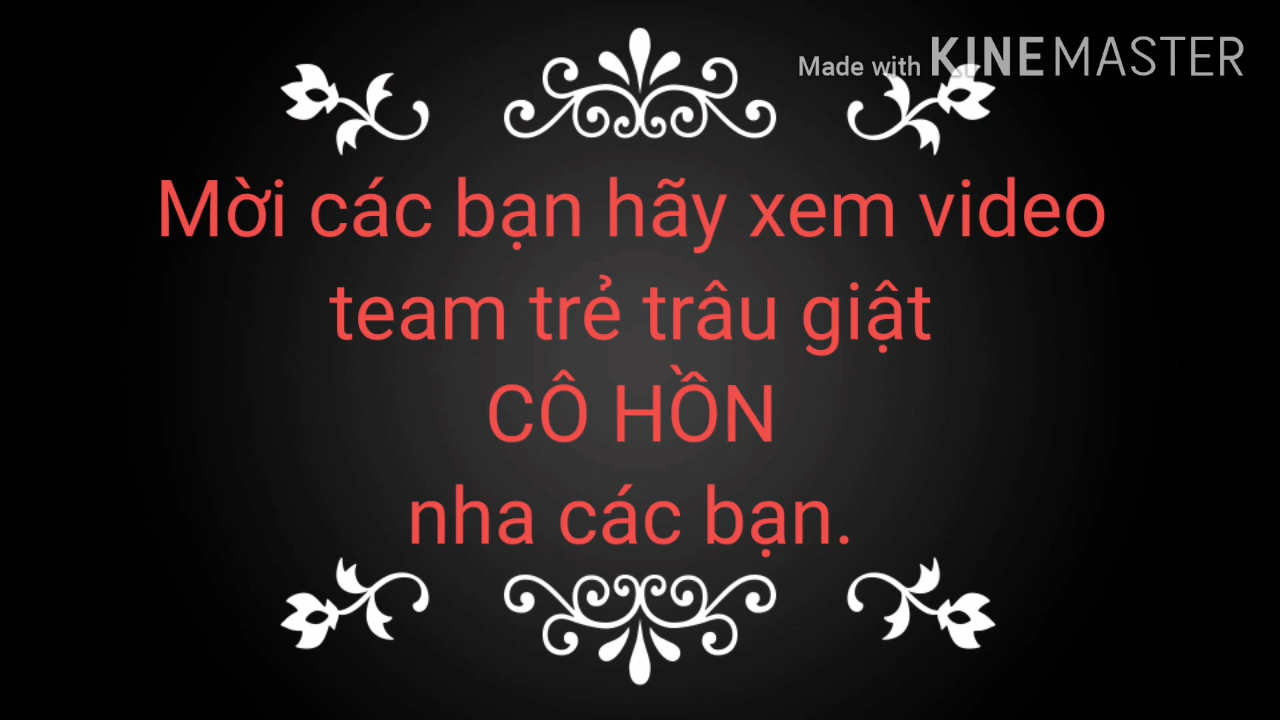 Made with KINEMASTER
Mời các bạn hãy xem video
team trẻ trâu giật
CÔ HỒN
nha các bạn.